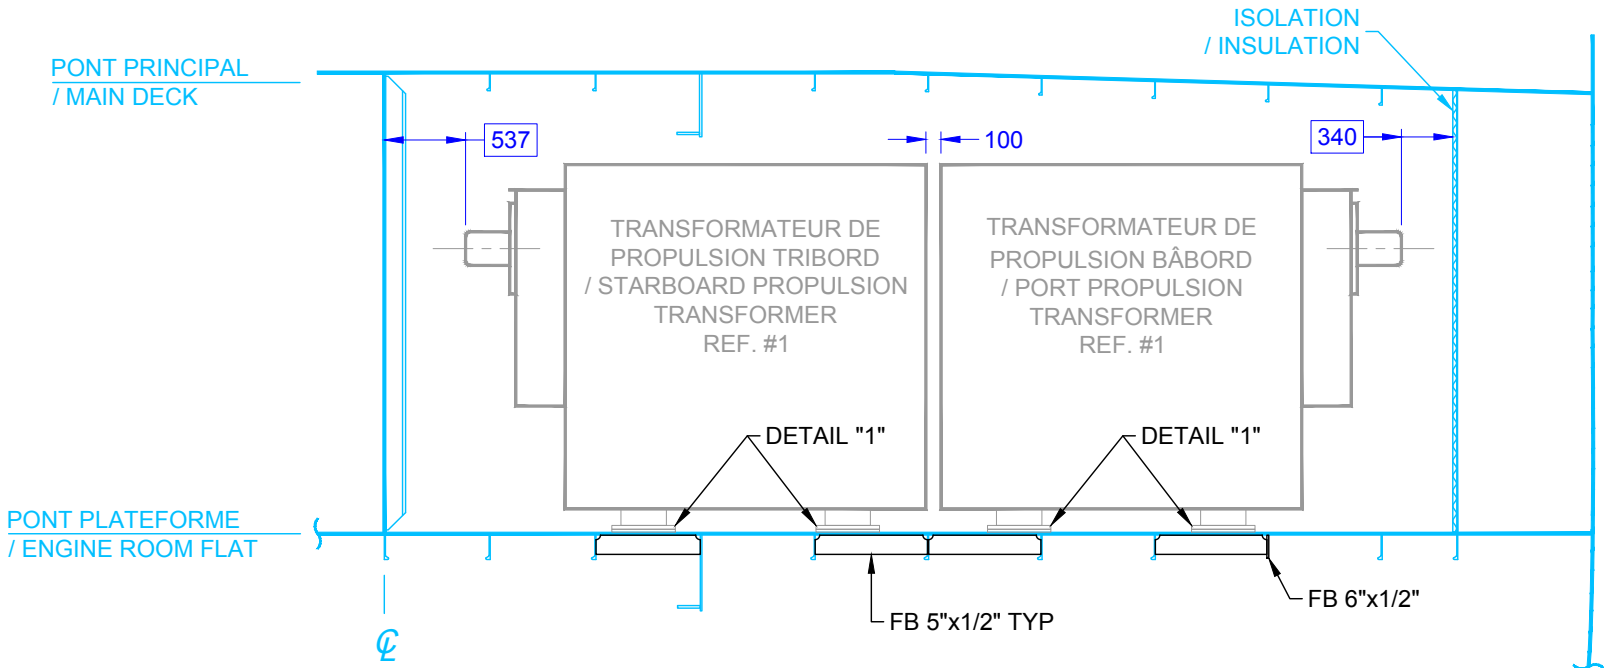 ISOLATION
/ INSULATION
PONT PRINCIPAL
/ MAIN DECK
537
100
340
TRANSFORMATEUR DE
PROPULSION TRIBORD
/ STARBOARD PROPULSION
TRANSFORMER
REF. #1
TRANSFORMATEUR DE
PROPULSION BÂBORD
/ PORT PROPULSION
TRANSFORMER
REF. #1
DETAIL "1"
DETAIL "1"
PONT PLATEFORME
/ ENGINE ROOM FLAT
FB 6"x1/2"
FB 5"x1/2" TYP
℄